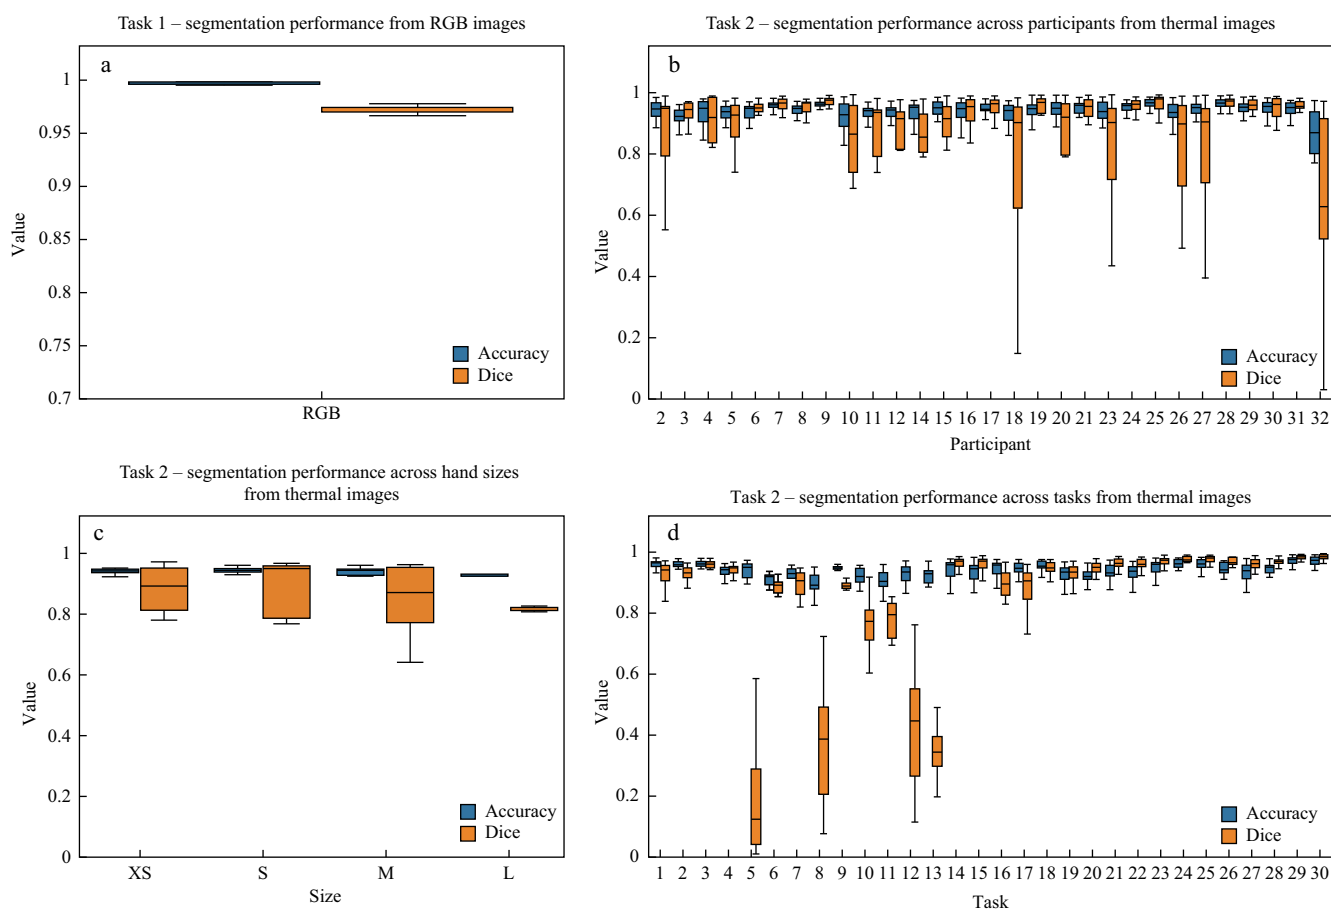 Task 1 – segmentation performance from RGB images
a
1
0.95
0.9
0.85
0.8
0.75
0.7
Value
Accuracy
Dice
RGB
Task 2 – segmentation performance across participants from thermal images
b
1
0.8
0.6
0.4
0.2
0
Value
Accuracy
Dice
2 3 4 5 6 7 8 9 10 11 12 14 15 16 17 18 19 20 21 23 24 25 26 27 28 29 30 31 32
Participant
Task 2 – segmentation performance across hand sizes
from thermal images
c
1
0.8
0.6
0.4
0.2
0
Value
Accuracy
Dice
XS S M L
Size
Task 2 – segmentation performance across tasks from thermal images
d
1
0.8
0.6
0.4
0.2
0
Value
Accuracy
Dice
1 2 3 4 5 6 7 8 9 10 11 12 13 14 15 16 17 18 19 20 21 22 23 24 25 26 27 28 29 30
Task